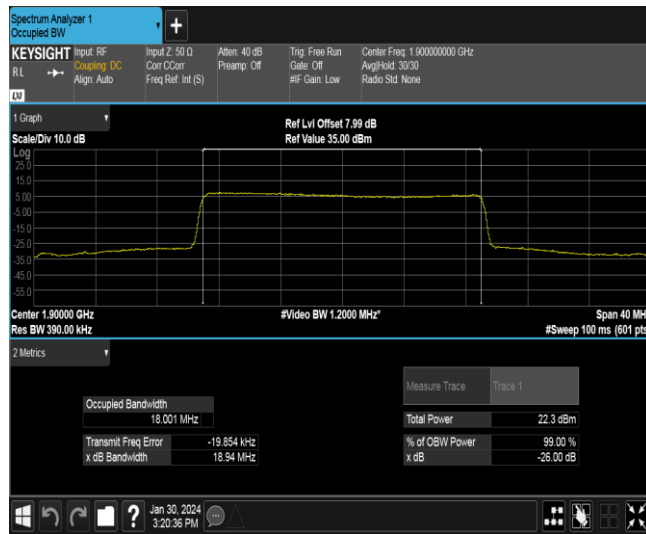 Spectrum Analyzer 1
Occupied BW
+
KEYSIGHT Input: RF Input Z: 50 Ω Atten: 40 dB Trig: Free Run Center Freq: 1.900000000 GHz
RL Coupling: DC Corr CCorr Preamp: Off Gate: Off Avg|Hold: 30/30
Align: Auto Freq Ref: Int (S) #IF Gain: Low Radio Std: None
LXI
1 Graph
Scale/Div 10.0 dB Ref Lvl Offset 7.99 dB
Ref Value 35.00 dBm
Log
25.0
15.0
5.00
-5.00
-15.0
-25.0
-35.0
-45.0
-55.0
Center 1.90000 GHz #Video BW 1.2000 MHz* Span 40 MH
Res BW 390.00 kHz #Sweep 100 ms (601 pts
2 Metrics
Measure Trace Trace 1
Occupied Bandwidth
18.001 MHz Total Power 22.3 dBm
Transmit Freq Error -19.854 kHz % of OBW Power 99.00 %
x dB Bandwidth 18.94 MHz x dB -26.00 dB
? Jan 30, 2024
3:20:36 PM